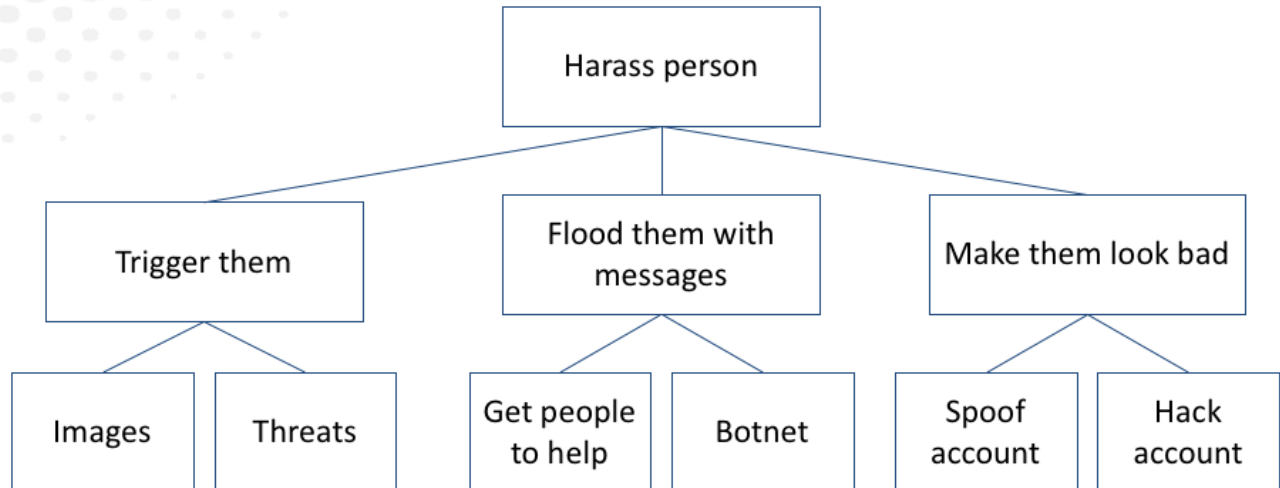 Harass person
Trigger them
Flood them with
messages
Make them look bad
Images
Threats
Get people
to help
Botnet
Spoof
account
Hack
account